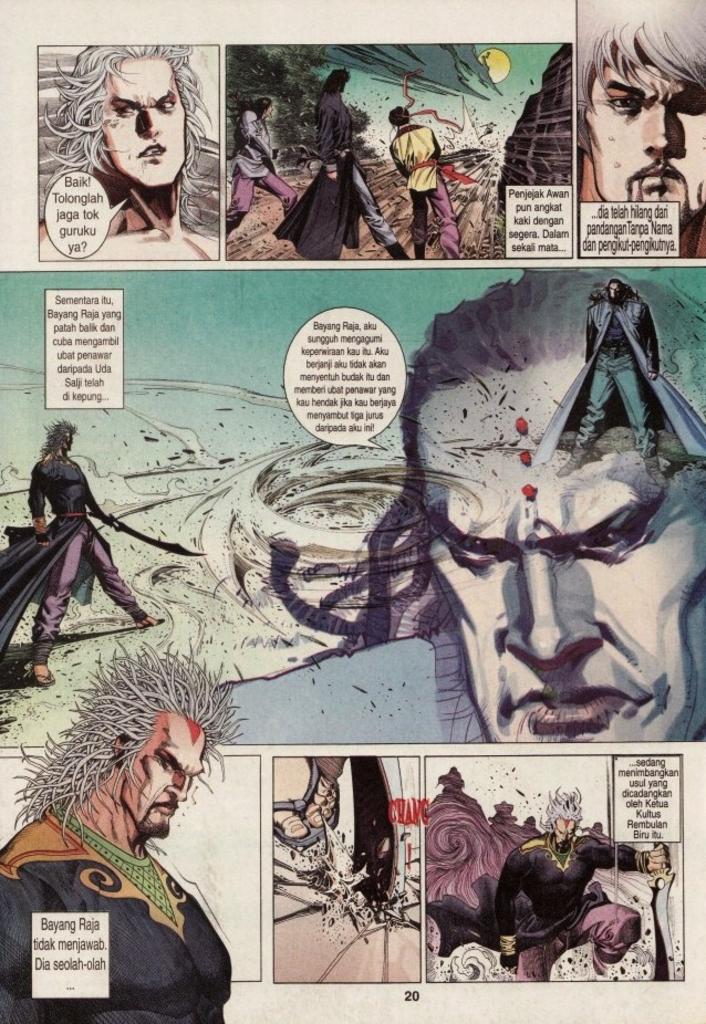 Baik!
Tolonglah
jaga tok
guruku
ya?
Penjejak Awan
pun angkat
kaki dengan
segera. Dalam
sekali mata...
...dia telah hilang dari
pandanganTanpa Nama
dan pengikut-pengikutnya.
Sementara itu,
Bayang Raja yang
patah balik dan
cuba mengambil
ubat penawar
daripada Uda
Salji telah
di kepung...
Bayang Raja, aku
sungguh mengagumi
keperwiraan kau itu. Aku
berjanji aku tidak akan
menyentuh budak itu dan
memberi ubat penawar yang
kau hendak jika kau berjaya
menyambut tiga jurus
daripada aku ini!
Bayang Raja
tidak menjawab.
Dia seolah-olah
...
CHANG
!
...sedang
menimbangkan
usul yang
dicadangkan
oleh Ketua
Kultus
Rembulan
Biru itu.
20